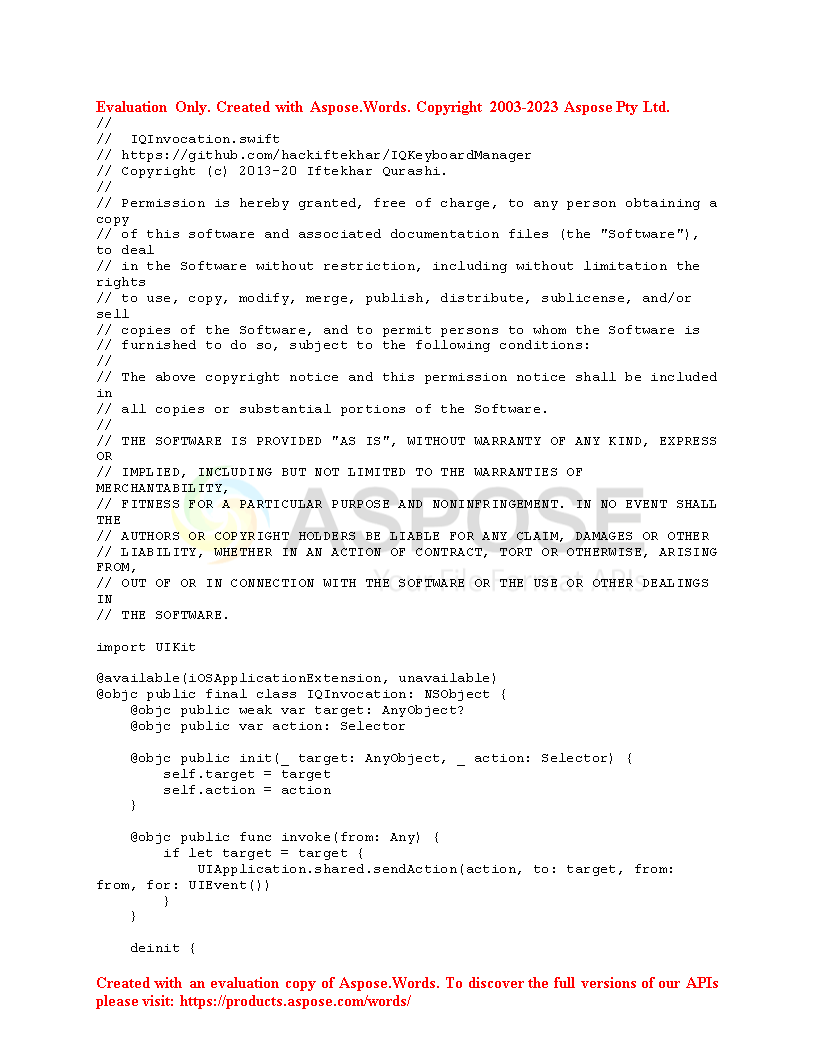 Evaluation Only. Created with Aspose.Words. Copyright 2003-2023 Aspose Pty Ltd.
//
//  IQInvocation.swift
// https://github.com/hackiftekhar/IQKeyboardManager
// Copyright (c) 2013-20 Iftekhar Qurashi.
//
// Permission is hereby granted, free of charge, to any person obtaining a
copy
// of this software and associated documentation files (the "Software"),
to deal
// in the Software without restriction, including without limitation the
rights
// to use, copy, modify, merge, publish, distribute, sublicense, and/or
sell
// copies of the Software, and to permit persons to whom the Software is
// furnished to do so, subject to the following conditions:
//
// The above copyright notice and this permission notice shall be included
in
// all copies or substantial portions of the Software.
//
// THE SOFTWARE IS PROVIDED "AS IS", WITHOUT WARRANTY OF ANY KIND, EXPRESS
OR
// IMPLIED, INCLUDING BUT NOT LIMITED TO THE WARRANTIES OF
MERCHANTABILITY,
// FITNESS FOR A PARTICULAR PURPOSE AND NONINFRINGEMENT. IN NO EVENT SHALL
THE
// AUTHORS OR COPYRIGHT HOLDERS BE LIABLE FOR ANY CLAIM, DAMAGES OR OTHER
// LIABILITY, WHETHER IN AN ACTION OF CONTRACT, TORT OR OTHERWISE, ARISING
FROM,
// OUT OF OR IN CONNECTION WITH THE SOFTWARE OR THE USE OR OTHER DEALINGS
IN
// THE SOFTWARE.
ASPOSE
Your File Format APIs

import UIKit

@available(iOSApplicationExtension, unavailable)
@objc public final class IQInvocation: NSObject {
    @objc public weak var target: AnyObject?
    @objc public var action: Selector

    @objc public init(_ target: AnyObject, _ action: Selector) {
        self.target = target
        self.action = action
    }

    @objc public func invoke(from: Any) {
        if let target = target {
            UIApplication.shared.sendAction(action, to: target, from:
from, for: UIEvent())
        }
    }

    deinit {

Created with an evaluation copy of Aspose.Words. To discover the full versions of our APIs
please visit: https://products.aspose.com/words/